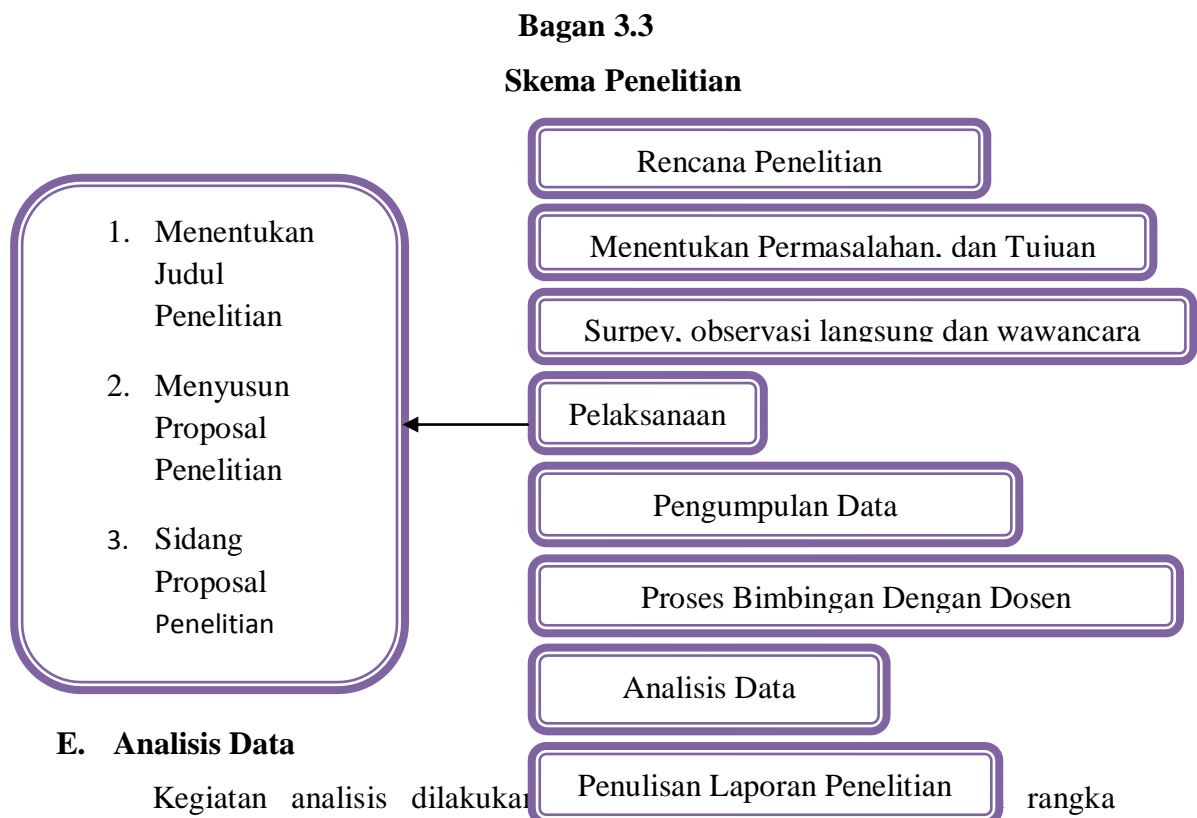 Bagan 3.3
Skema Penelitian
Rencana Penelitian
Menentukan Permasalahan, dan Tujuan
Surpey, observasi langsung dan wawancara
Pelaksanaan
Pengumpulan Data
Proses Bimbingan Dengan Dosen
Analisis Data
Penulisan Laporan Penelitian
1. Menentukan
Judul
Penelitian
2. Menyusun
Proposal
Penelitian
3. Sidang
Proposal
Penelitian
E. Analisis Data
Kegiatan analisis rangka